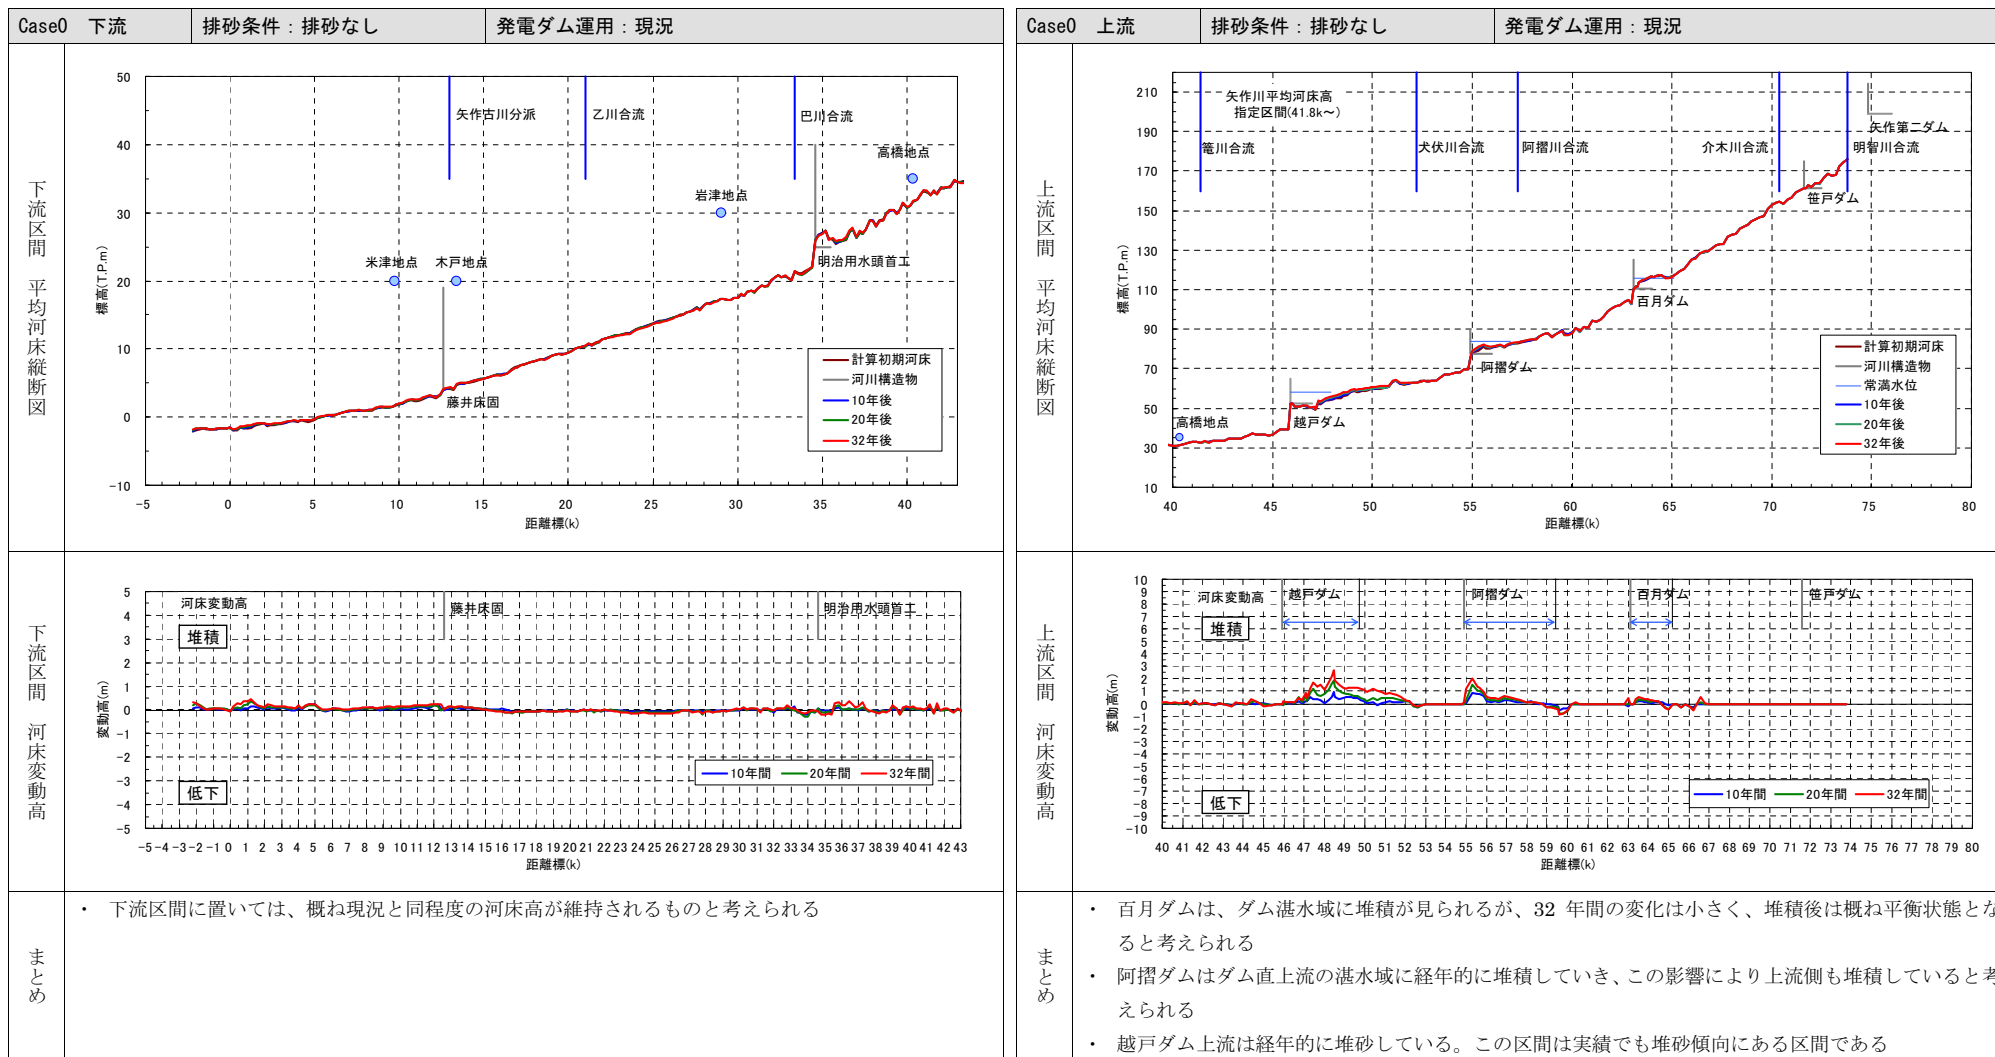 Case0　下流
排砂条件：排砂なし
発電ダム運用：現況
下流区間　平均河床縦断図
50
40
30
20
10
0
-10
標高(T.P.m)
矢作古川分派
乙川合流
巴川合流
高橋地点
岩津地点
米津地点
木戸地点
明治用水頭首工
藤井床固
計算初期河床
河川構造物
10年後
20年後
32年後
-5 0 5 10 15 20 25 30 35 40
距離標(k)
下流区間　河床変動高
5
4
3
2
1
0
-1
-2
-3
-4
-5
変動高(m)
河床変動高
堆積
藤井床固
明治用水頭首工
低下
10年間 20年間 32年間
-5 -4 -3 -2 -1 0 1 2 3 4 5 6 7 8 9 10 11 12 13 14 15 16 17 18 19 20 21 22 23 24 25 26 27 28 29 30 31 32 33 34 35 36 37 38 39 40 41 42 43
距離標(k)
まとめ
・ 下流区間に置いては、概ね現況と同程度の河床高が維持されるものと考えられる
Case0　上流
排砂条件：排砂なし
発電ダム運用：現況
上流区間　平均河床縦断図
210
190
170
150
130
110
90
70
50
30
10
標高(T.P.m)
矢作川平均河床高
指定区間(41.8k～)
篭川合流
犬伏川合流
阿摺川合流
介木川合流
明智川合流
矢作第二ダム
笹戸ダム
百月ダム
阿摺ダム
越戸ダム
高橋地点
計算初期河床
河川構造物
常満水位
10年後
20年後
32年後
40 45 50 55 60 65 70 75 80
距離標(k)
上流区間　河床変動高
10
9
8
7
6
5
4
3
2
1
0
-1
-2
-3
-4
-5
-6
-7
-8
-9
-10
変動高(m)
河床変動高
堆積
越戸ダム
阿摺ダム
百月ダム
笹戸ダム
低下
10年間 20年間 32年間
40 41 42 43 44 45 46 47 48 49 50 51 52 53 54 55 56 57 58 59 60 61 62 63 64 65 66 67 68 69 70 71 72 73 74 75 76 77 78 79 80
距離標(k)
まとめ
・ 百月ダムは、ダム湛水域に堆積が見られるが、32 年間の変化は小さく、堆積後は概ね平衡状態とな
ると考えられる
・ 阿摺ダムはダム直上流の湛水域に経年的に堆積していき、この影響により上流側も堆積していると考
えられる
・ 越戸ダム上流は経年的に堆砂している。この区間は実績でも堆砂傾向にある区間である